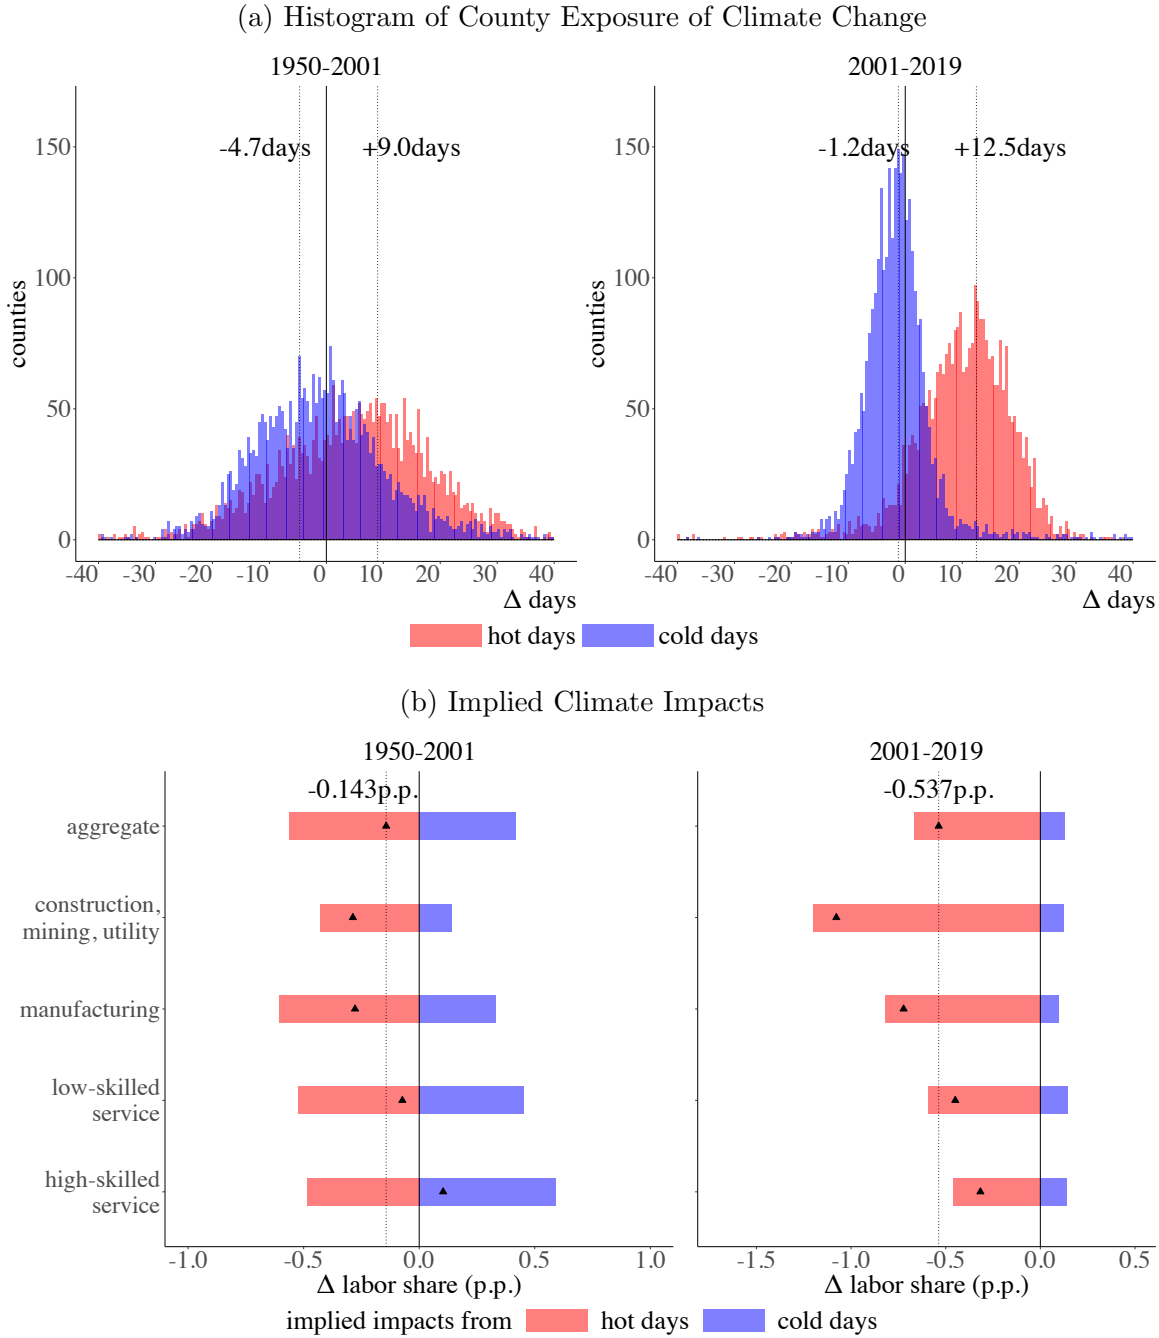 (a) Histogram of County Exposure of Climate Change
1950-2001
2001-2019
-4.7days
+9.0days
-1.2days
+12.5days
150
100
50
0
counties
150
100
50
0
counties
-40 -30 -20 -10 0 10 20 30 40
Δ days
-40 -30 -20 -10 0 10 20 30 40
Δ days
hot days
cold days
(b) Implied Climate Impacts
1950-2001
2001-2019
-0.143p.p.
-0.537p.p.
aggregate
construction,
mining, utility
manufacturing
low-skilled
service
high-skilled
service
-1.0 -0.5 0.0 0.5 1.0
Δ labor share (p.p.)
-1.5 -1.0 -0.5 0.0 0.5
Δ labor share (p.p.)
implied impacts from hot days cold days